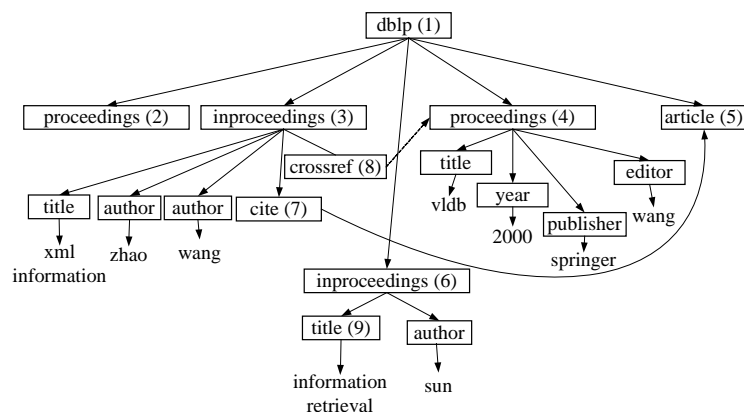 dblp (1)
proceedings (2)
inproceedings (3)
proceedings (4)
article (5)
crossref (8)
title
author
author
cite (7)
xml
information
zhao
wang
title
vldb
year
2000
publisher
springer
editor
wang
inproceedings (6)
title (9)
author
information
retrieval
sun